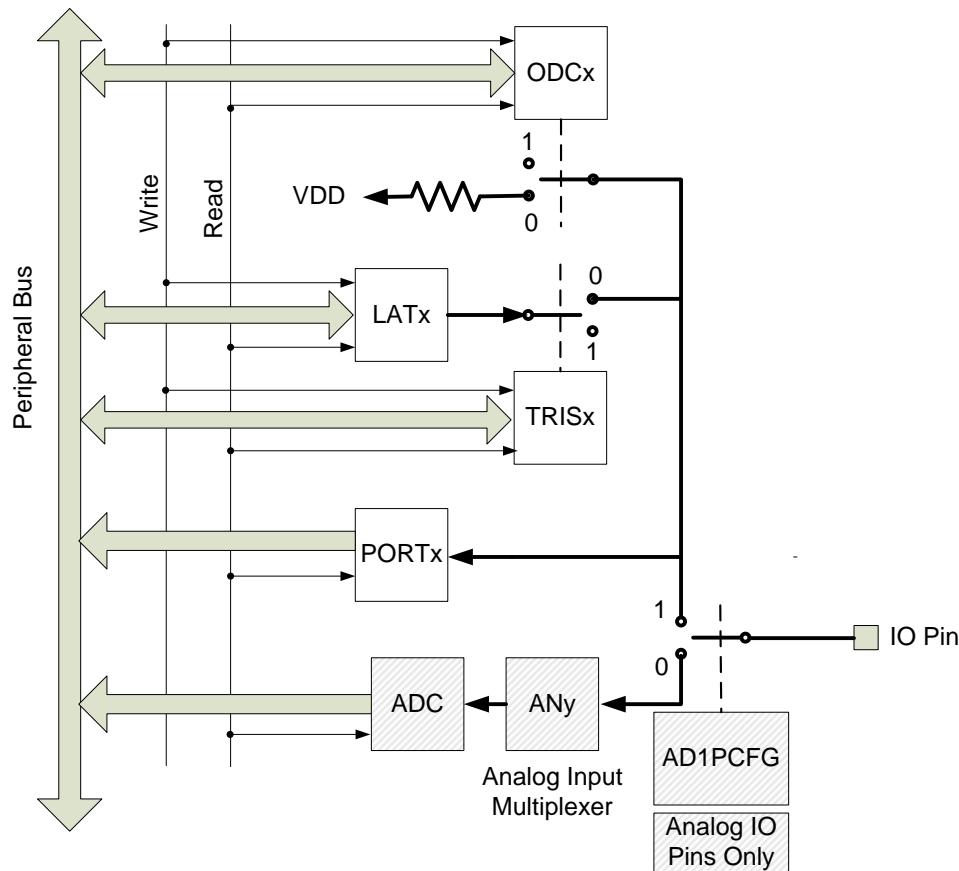 ODCx
1
VDD
0
Write
Read
Peripheral Bus
0
LATx
1
TRISx
PORTx
1
IO Pin
0
ADC
ANy
AD1PCFG
Analog Input
Multiplexer
Analog IO
Pins Only